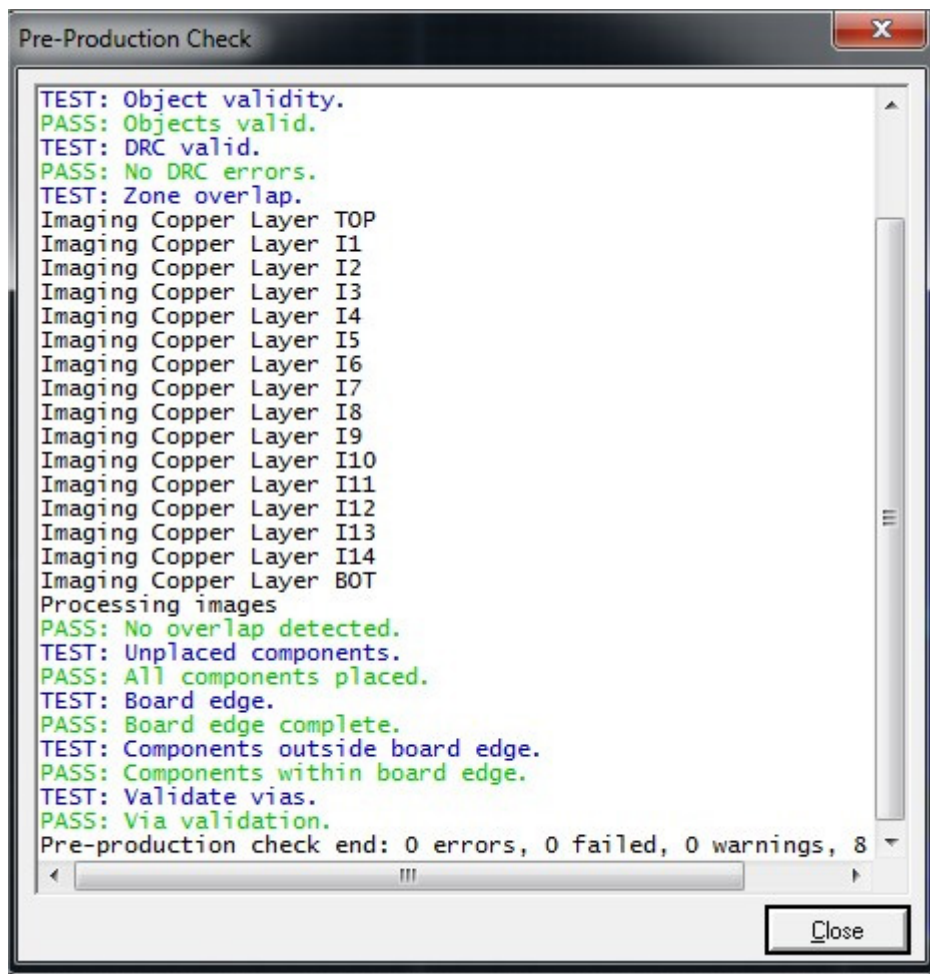 Pre-Production Check
TEST: Object validity.
PASS: Objects valid.
TEST: DRC valid.
PASS: No DRC errors.
TEST: Zone overlap.
Imaging Copper Layer TOP
Imaging Copper Layer I1
Imaging Copper Layer I2
Imaging Copper Layer I3
Imaging Copper Layer I4
Imaging Copper Layer I5
Imaging Copper Layer I6
Imaging Copper Layer I7
Imaging Copper Layer I8
Imaging Copper Layer I9
Imaging Copper Layer I10
Imaging Copper Layer I11
Imaging Copper Layer I12
Imaging Copper Layer I13
Imaging Copper Layer I14
Imaging Copper Layer BOT
Processing images
PASS: No overlap detected.
TEST: Unplaced components.
PASS: All components placed.
TEST: Board edge.
PASS: Board edge complete.
TEST: Components outside board edge.
PASS: Components within board edge.
TEST: Validate vias.
PASS: Via validation.
Pre-production check end: 0 errors, 0 failed, 0 warnings, 8
Close